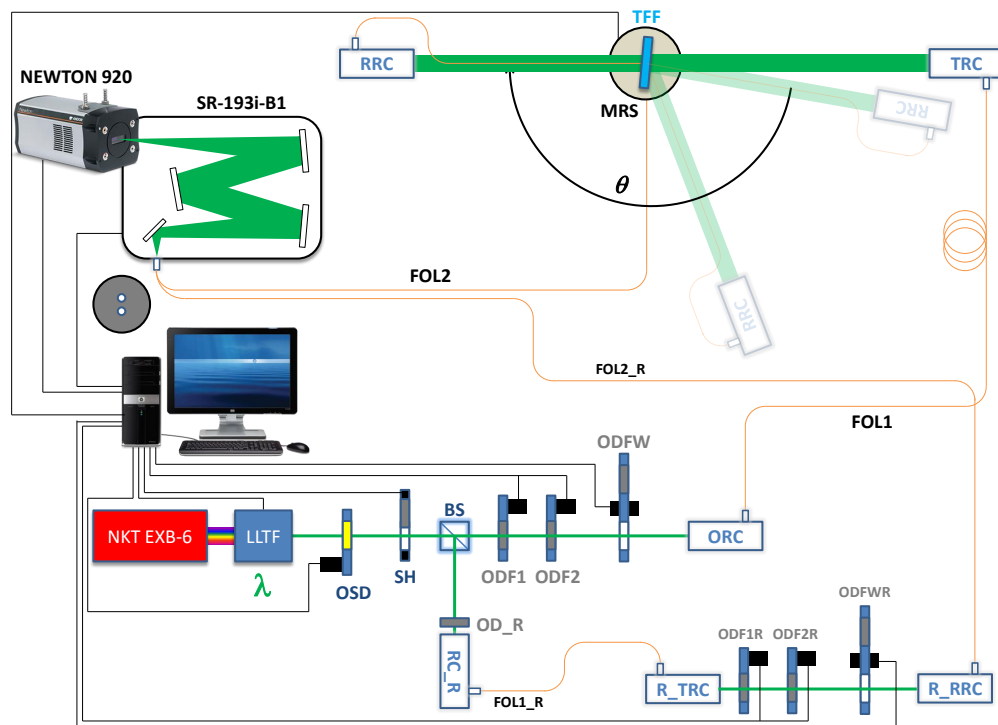 TFF
RRC
TRC
NEWTON 920
SR-193i-B1
MRS
RRC
θ
RRC
FOL2
FOL2_R
FOL1
ODFW
BS
NKT EXB-6
LLTF
ORC
λ
OSD
SH
ODF1
ODF2
OD_R
ODFWR
ODF1R
ODF2R
RC_R
R_TRC
R_RRC
FOL1_R